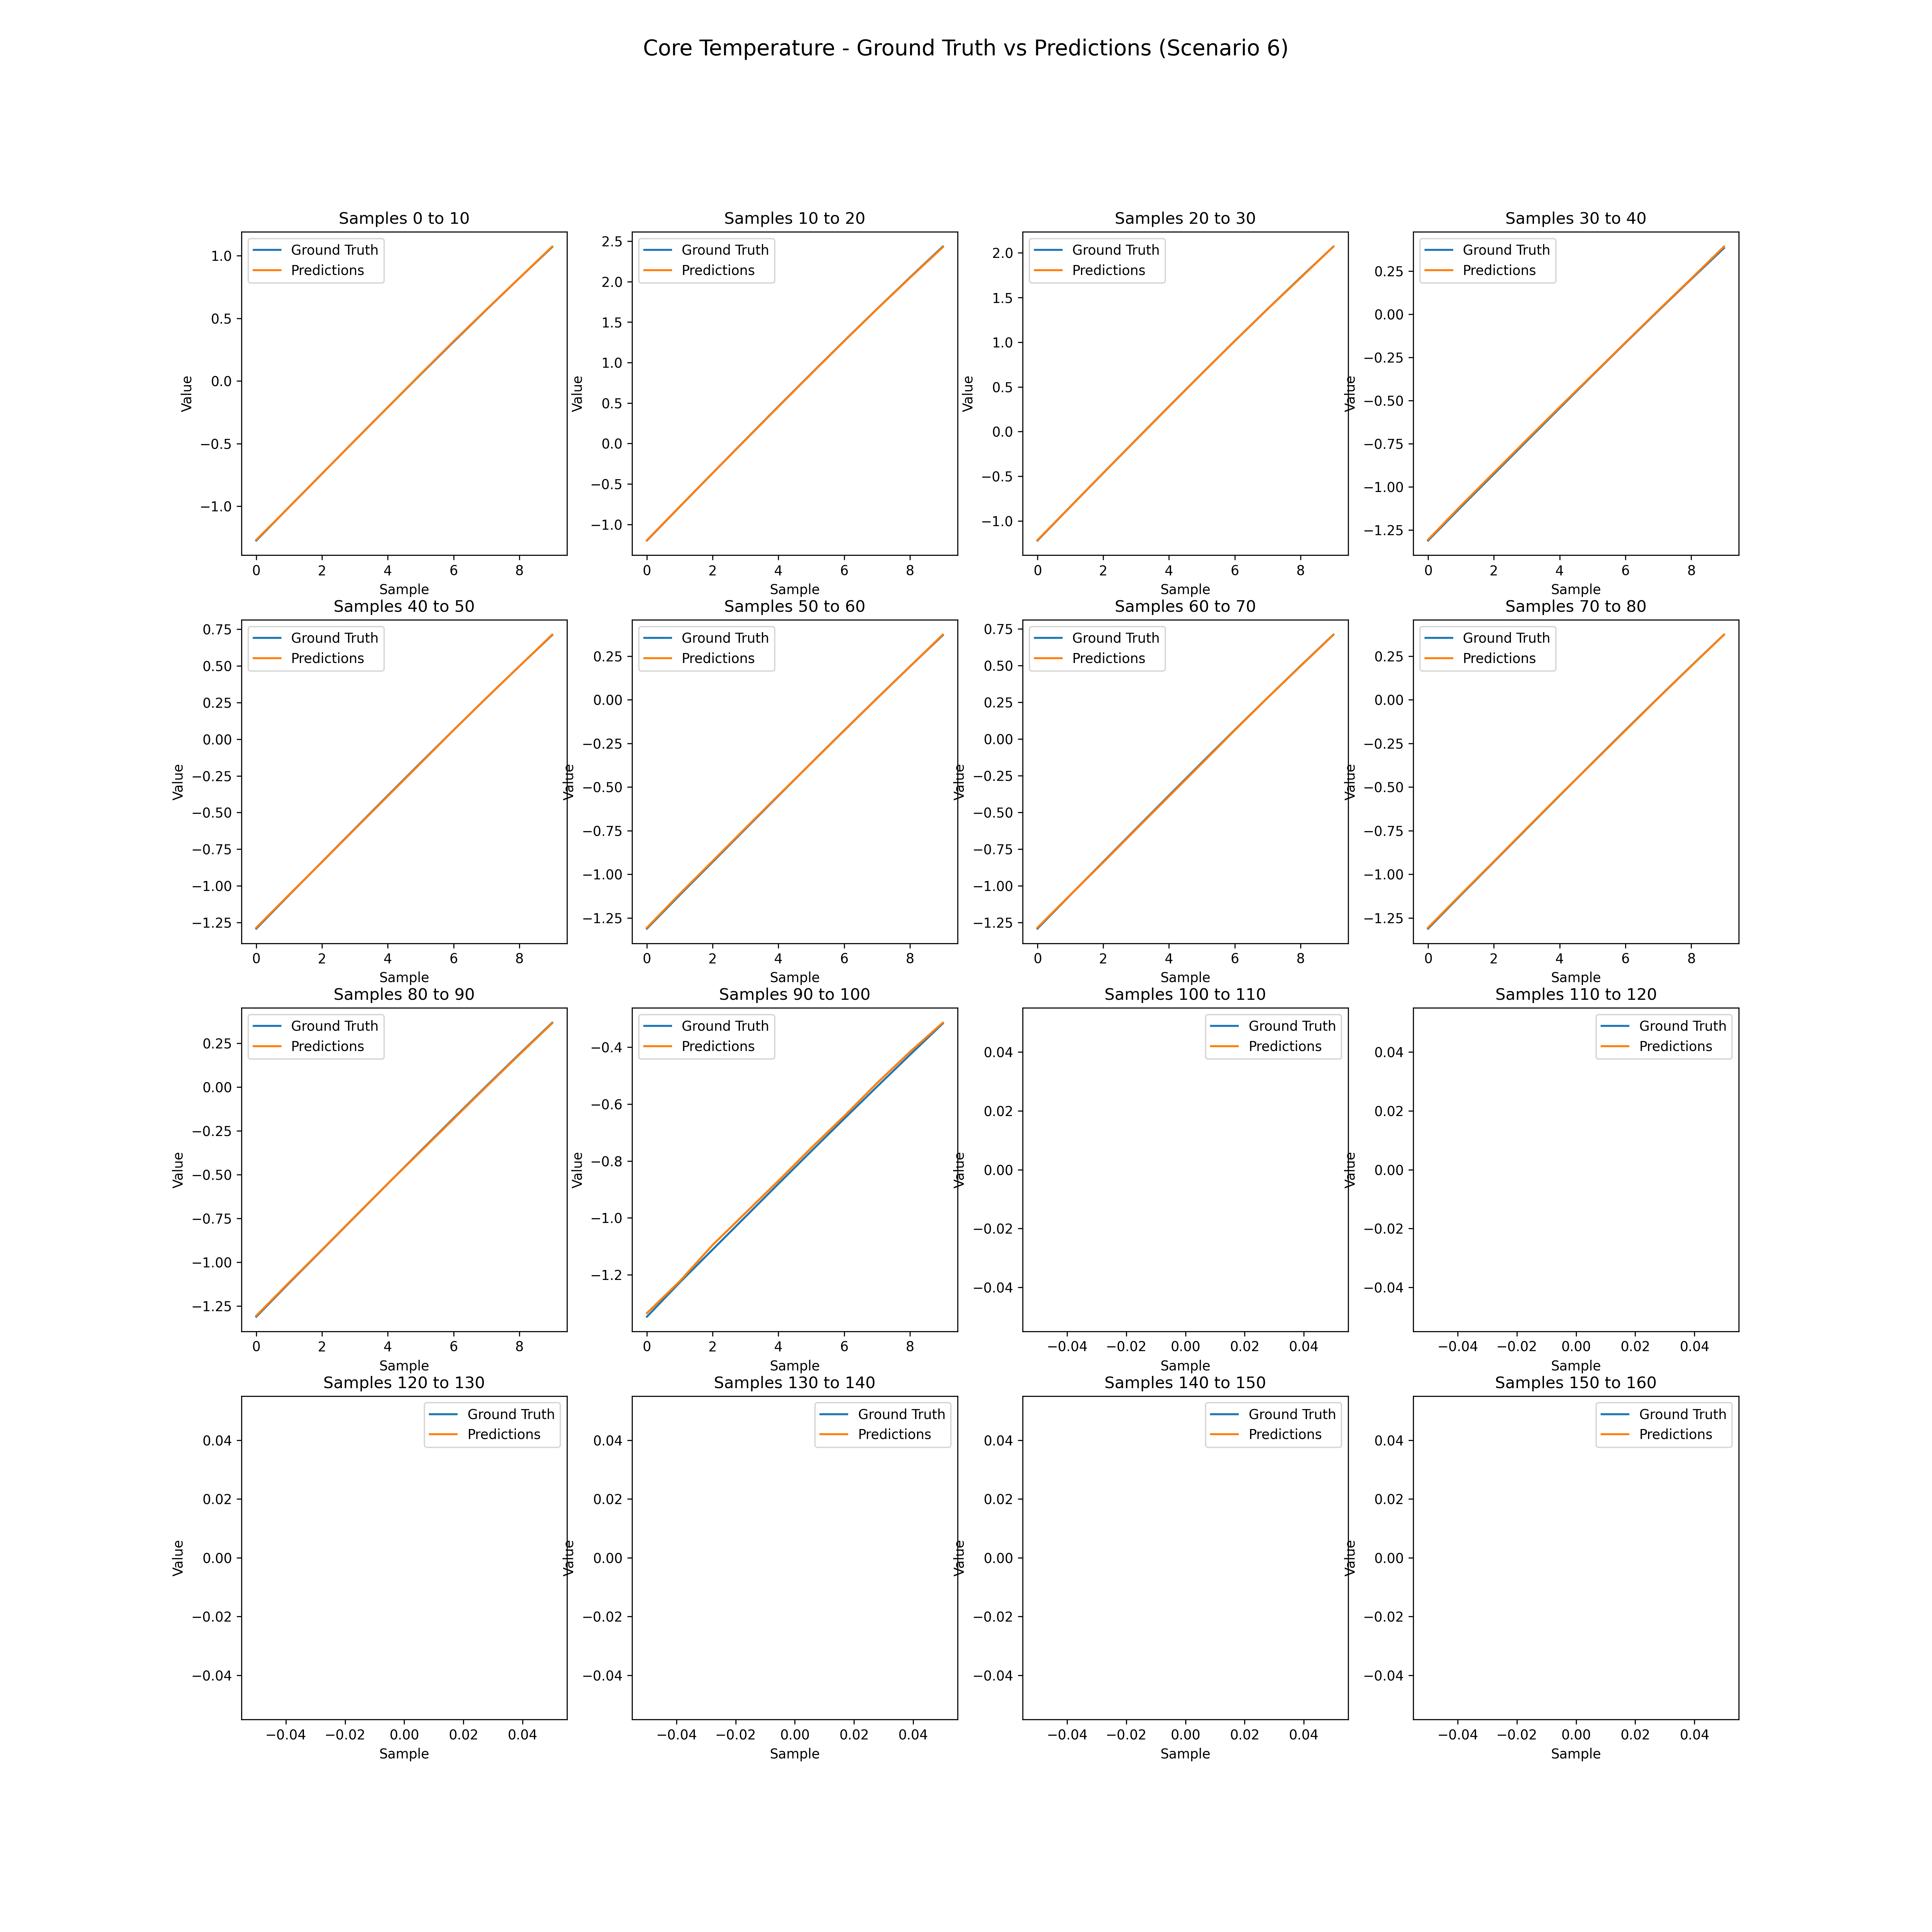 Core Temperature - Ground Truth vs Predictions (Scenario 6)
Samples 0 to 10
Ground Truth
Predictions
1.0
0.5
0.0
−0.5
−1.0
Value
0 2 4 6 8
Sample
Samples 10 to 20
Ground Truth
Predictions
2.5
2.0
1.5
1.0
0.5
0.0
−0.5
−1.0
Value
0 2 4 6 8
Sample
Samples 20 to 30
Ground Truth
Predictions
2.0
1.5
1.0
0.5
0.0
−0.5
−1.0
Value
0 2 4 6 8
Sample
Samples 30 to 40
Ground Truth
Predictions
0.25
0.00
−0.25
−0.50
−0.75
−1.00
−1.25
Value
0 2 4 6 8
Sample
Samples 40 to 50
Ground Truth
Predictions
0.75
0.50
0.25
0.00
−0.25
−0.50
−0.75
−1.00
−1.25
Value
0 2 4 6 8
Sample
Samples 50 to 60
Ground Truth
Predictions
0.25
0.00
−0.25
−0.50
−0.75
−1.00
−1.25
Value
0 2 4 6 8
Sample
Samples 60 to 70
Ground Truth
Predictions
0.75
0.50
0.25
0.00
−0.25
−0.50
−0.75
−1.00
−1.25
Value
0 2 4 6 8
Sample
Samples 70 to 80
Ground Truth
Predictions
0.25
0.00
−0.25
−0.50
−0.75
−1.00
−1.25
Value
0 2 4 6 8
Sample
Samples 80 to 90
Ground Truth
Predictions
0.25
0.00
−0.25
−0.50
−0.75
−1.00
−1.25
Value
0 2 4 6 8
Sample
Samples 90 to 100
Ground Truth
Predictions
−0.4
−0.6
−0.8
−1.0
−1.2
Value
0 2 4 6 8
Sample
Samples 100 to 110
Ground Truth
Predictions
0.04
0.02
0.00
−0.02
−0.04
Value
−0.04 −0.02 0.00 0.02 0.04
Sample
Samples 110 to 120
Ground Truth
Predictions
0.04
0.02
0.00
−0.02
−0.04
Value
−0.04 −0.02 0.00 0.02 0.04
Sample
Samples 120 to 130
Ground Truth
Predictions
0.04
0.02
0.00
−0.02
−0.04
Value
−0.04 −0.02 0.00 0.02 0.04
Sample
Samples 130 to 140
Ground Truth
Predictions
0.04
0.02
0.00
−0.02
−0.04
Value
−0.04 −0.02 0.00 0.02 0.04
Sample
Samples 140 to 150
Ground Truth
Predictions
0.04
0.02
0.00
−0.02
−0.04
Value
−0.04 −0.02 0.00 0.02 0.04
Sample
Samples 150 to 160
Ground Truth
Predictions
0.04
0.02
0.00
−0.02
−0.04
Value
−0.04 −0.02 0.00 0.02 0.04
Sample